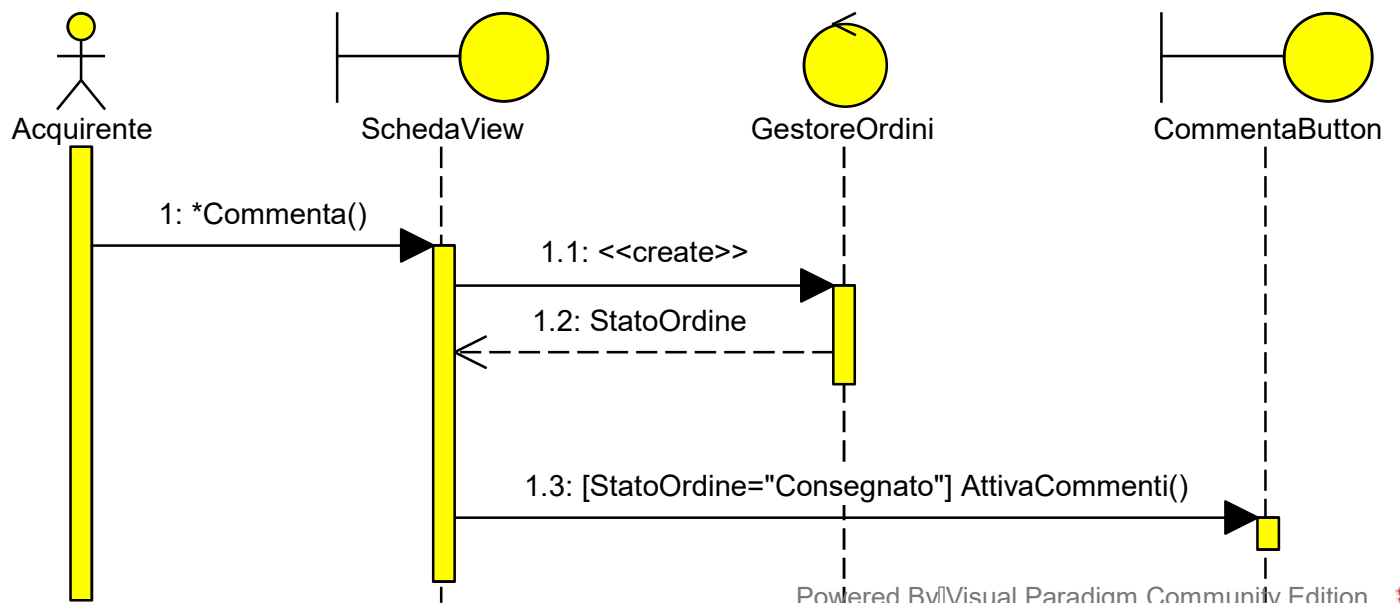 Acquirente
SchedaView
GestoreOrdini
CommentaButton
1: *Commenta()
1.1: <<create>>
1.2: StatoOrdine
1.3: [StatoOrdine="Consegnato"] AttivaCommenti()
Powered By Visual Paradigm Community Edition